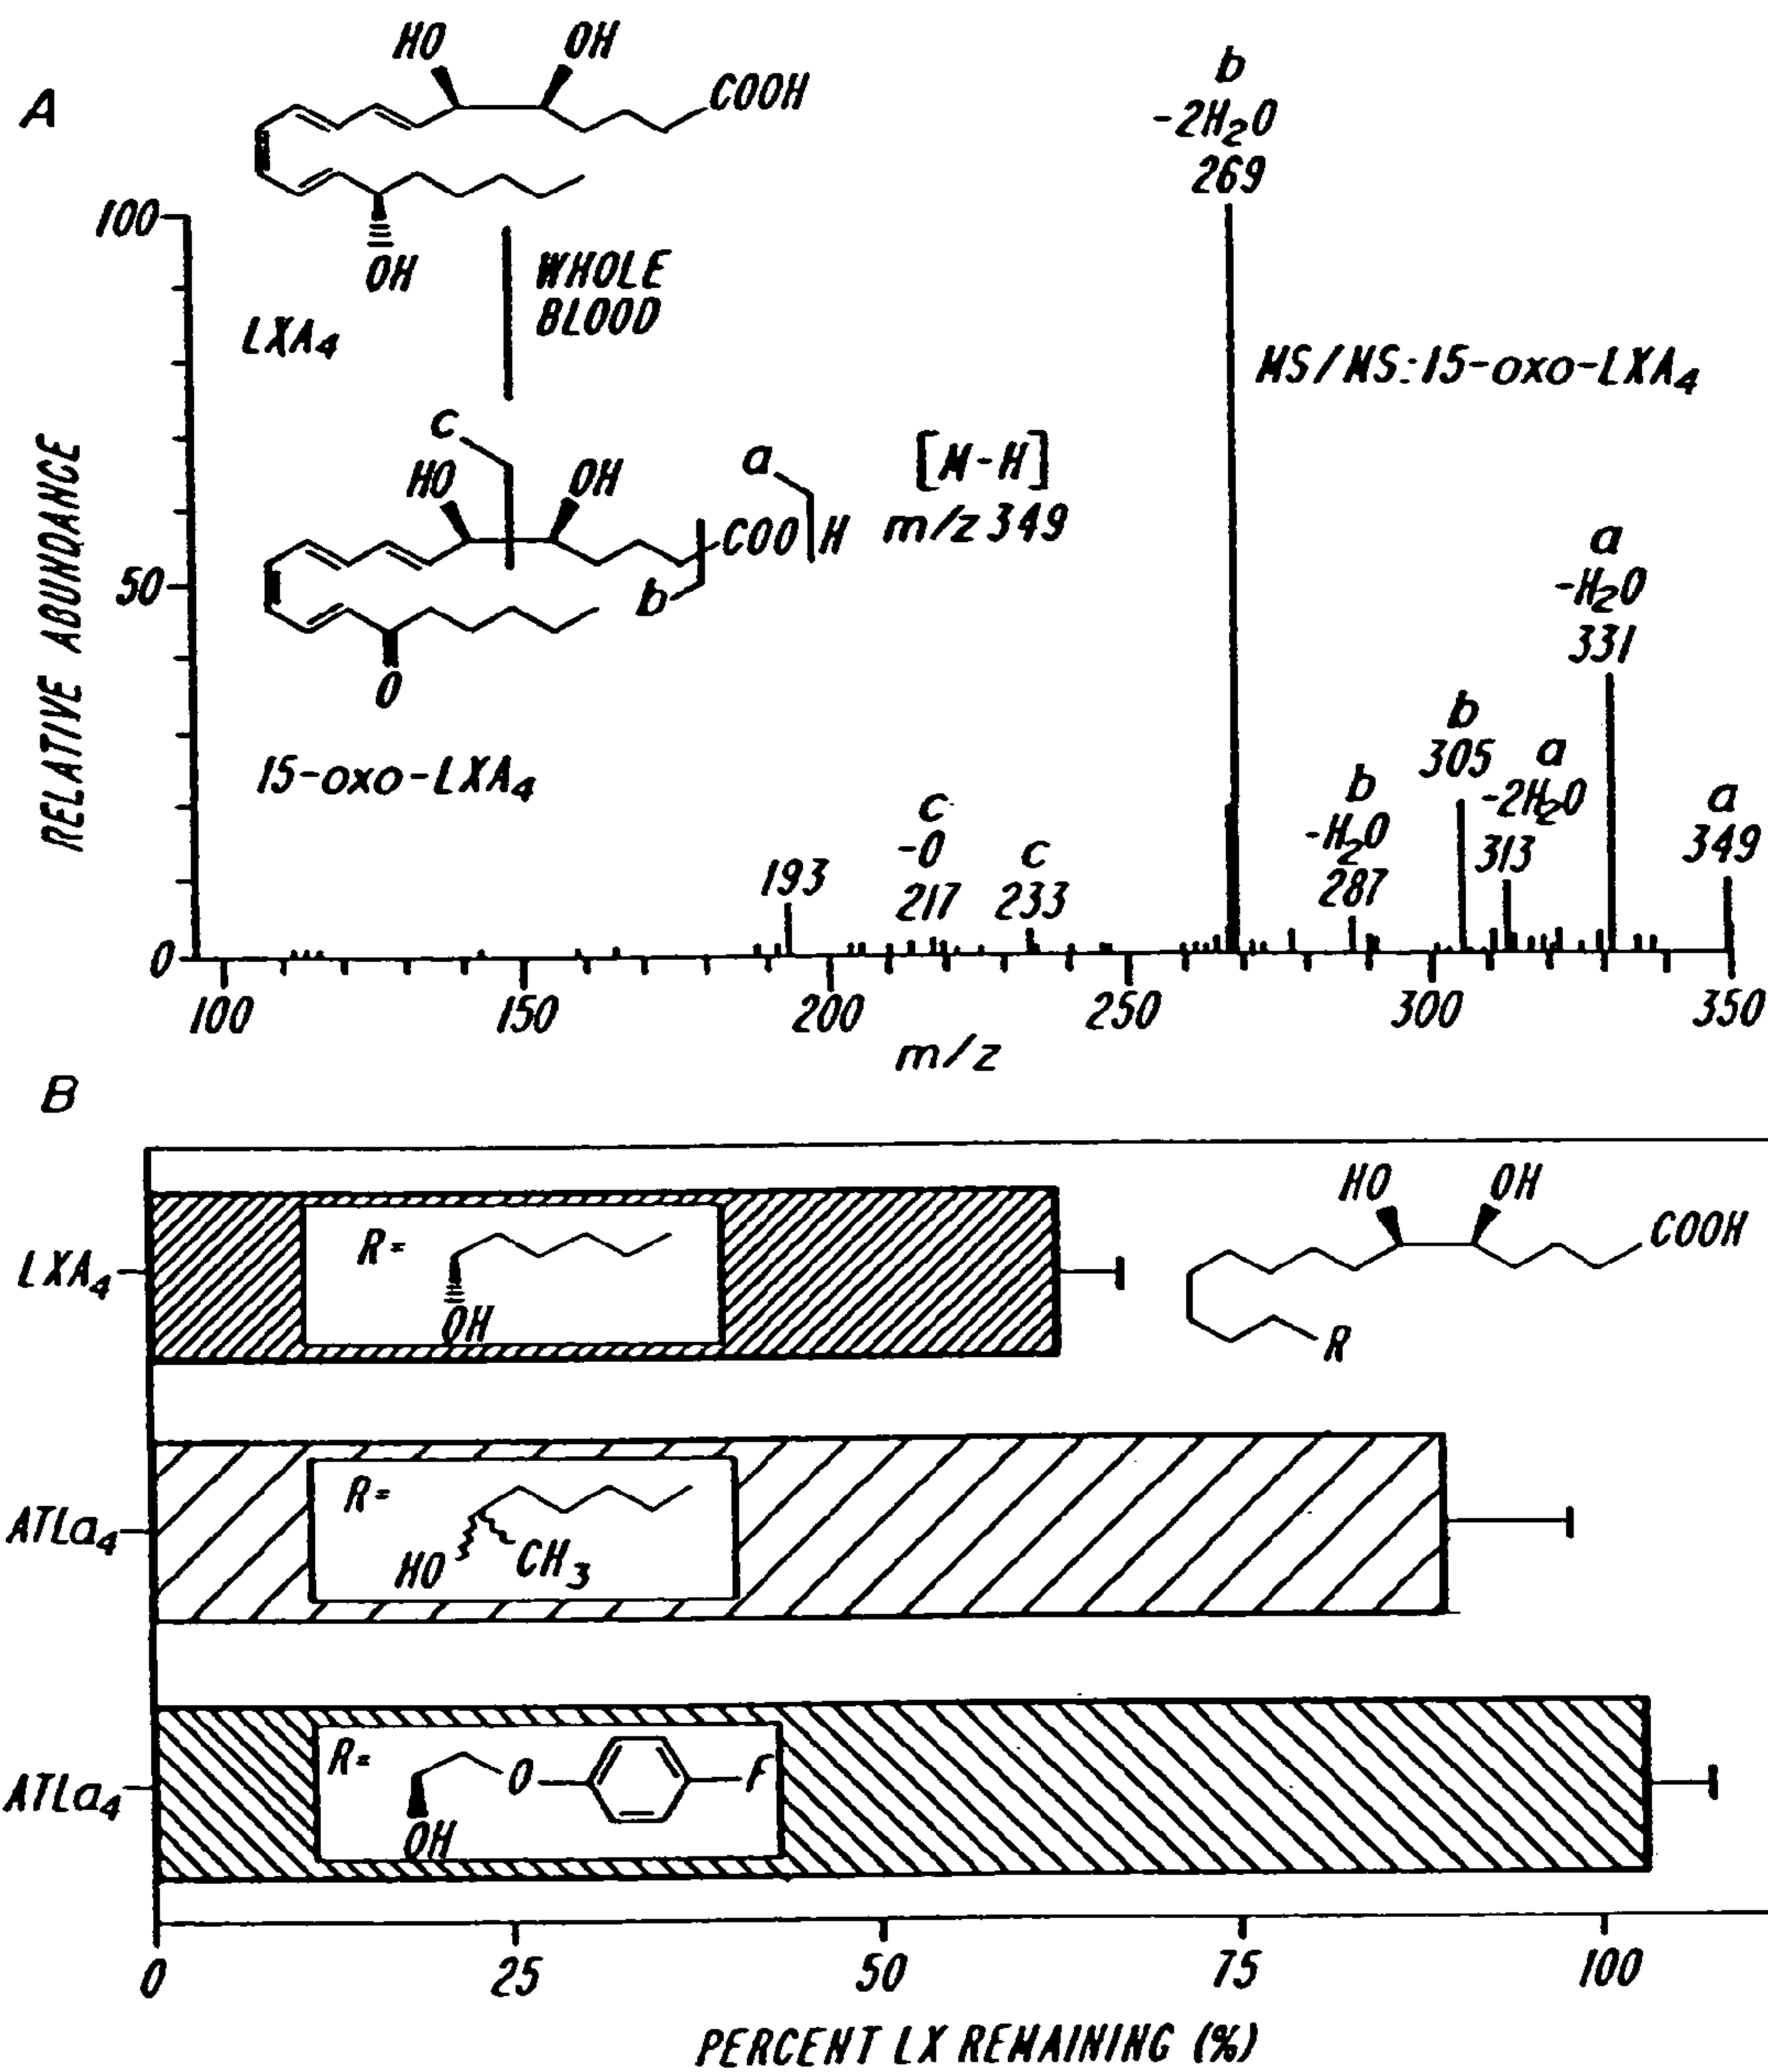 A
HO OH
COOH
OH
LXA4
WHOLE
BLOOD
b
-2H2O
269
MS/MS:15-oxo-LXA4
100
50
0
RELATIVE ABUNDANCE
c
HO OH
a
COO H
b
O
[M-H]
m/z 349
15-oxo-LXA4
193
c
-O
217
c
233
b
-H2O
287
b
305
a
-2H2O
313
a
-H2O
331
a
349
100 150 200 250 300 350
m/z
B
LXA4
R=
OH
HO OH
COOH
R
ATLa4
R=
HO CH3
ATLa4
R=
O F
OH
0 25 50 75 100
PERCENT LX REMAINING (%)